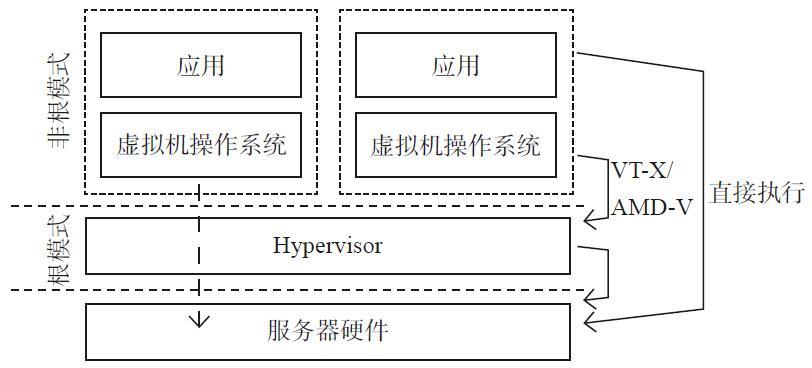 非根模式
应用
应用
虚拟机操作系统
虚拟机操作系统
VT-X/
AMD-V
直接执行
根模式
Hypervisor
服务器硬件